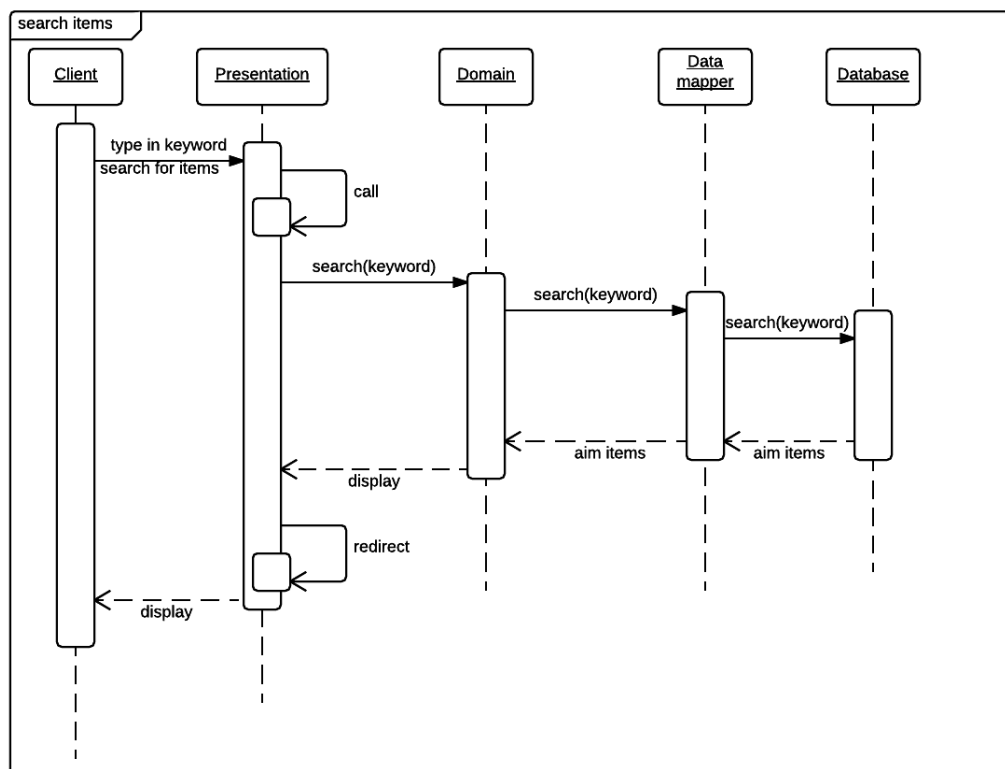 search items
Client
Presentation
Domain
Data
mapper
Database
type in keyword
search for items
call
search(keyword)
search(keyword)
search(keyword)
aim items
aim items
display
redirect
display